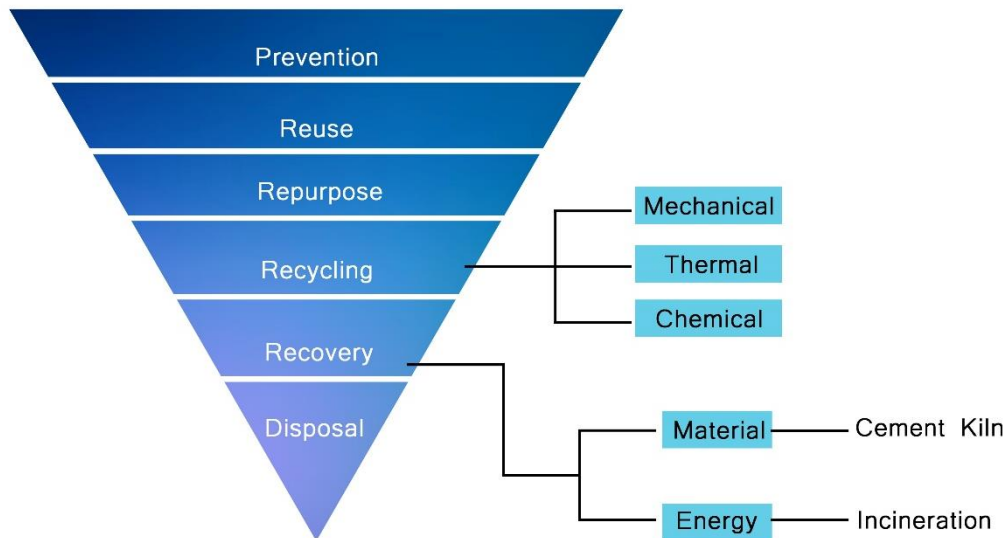 Prevention
Reuse
Repurpose
Recycling
Recovery
Disposal
Mechanical
Thermal
Chemical
Material
Cement Kiln
Energy
Incineration